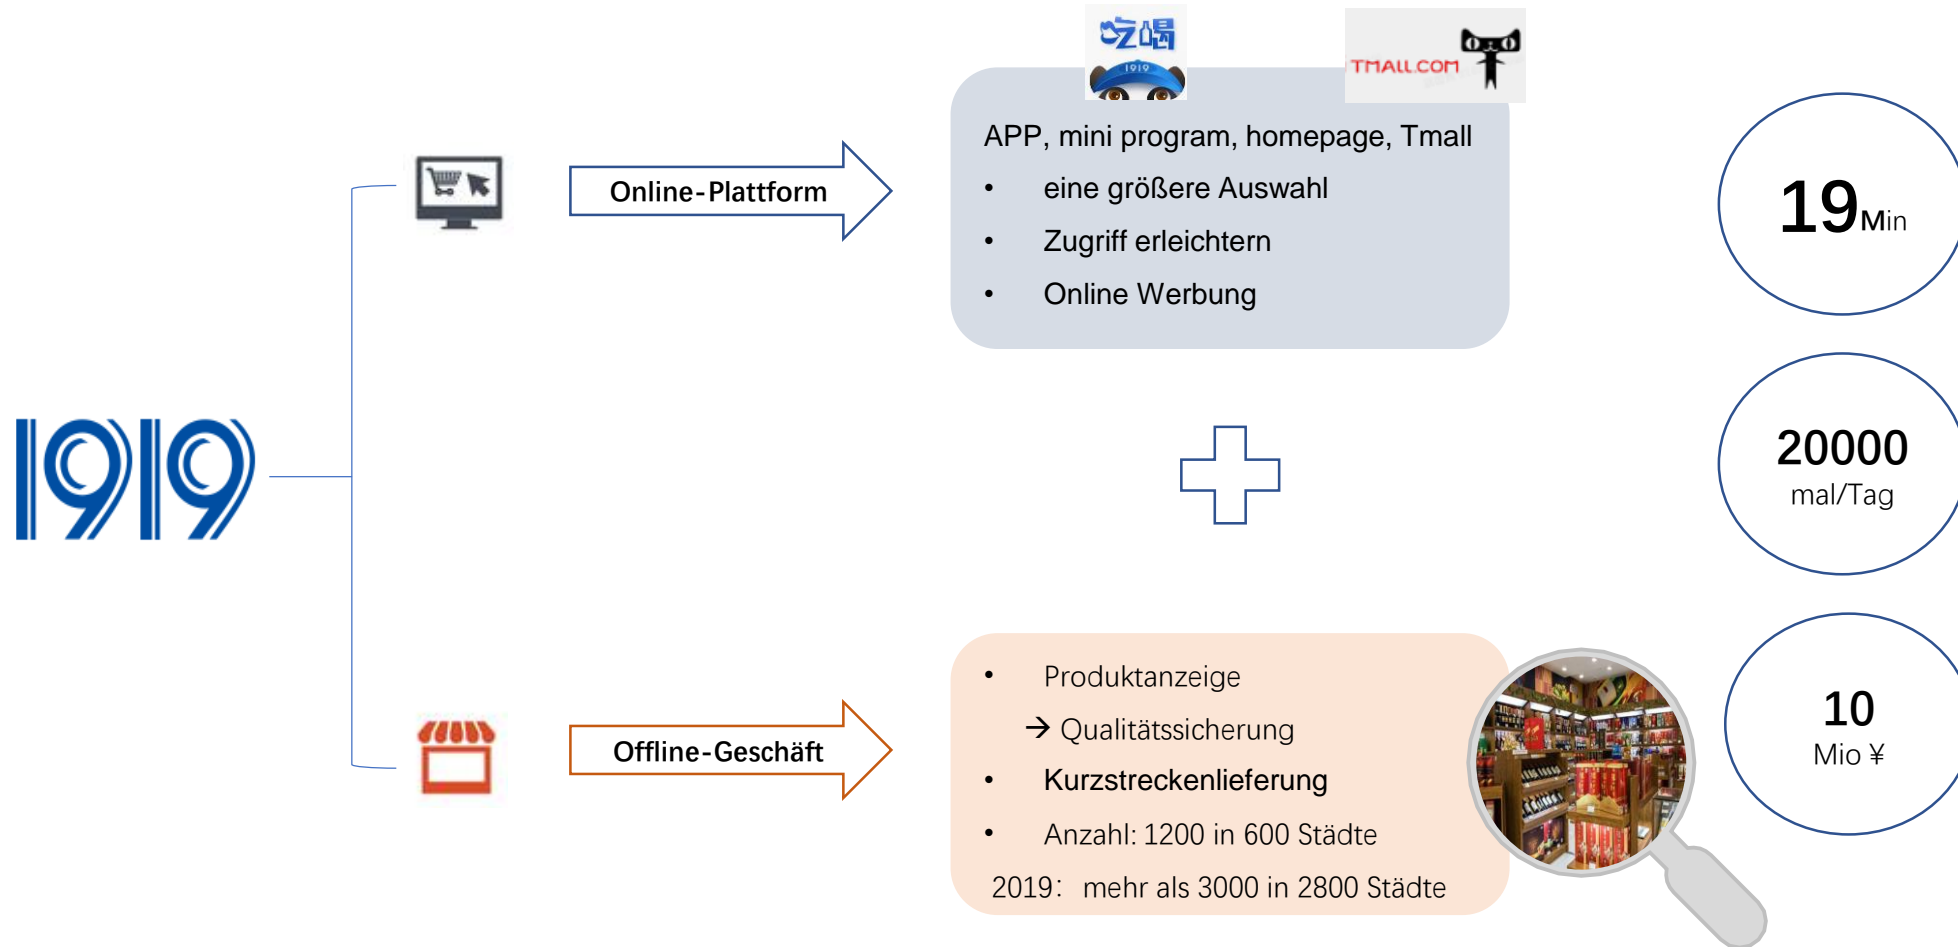 吃喝
1919
TMALL.COM
APP, mini program, homepage, Tmall
• eine größere Auswahl
• Zugriff erleichtern
• Online Werbung
Online-Plattform
19Min
1919
20000
mal/Tag
Offline-Geschäft
• Produktanzeige
→ Qualitätssicherung
• Kurzstreckenlieferung
• Anzahl: 1200 in 600 Städte
2019： mehr als 3000 in 2800 Städte
10
Mio ¥